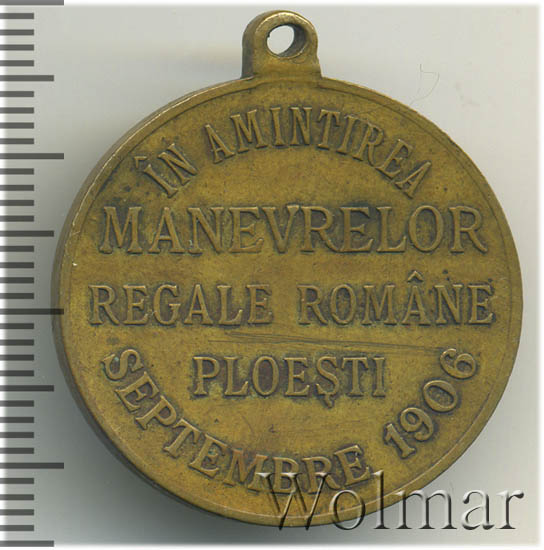 ÎN AMINTIREA
MANEVRELOR
REGALE ROMÂNE
PLOEŞTI
SEPTEMBRE 1906
Wolmar